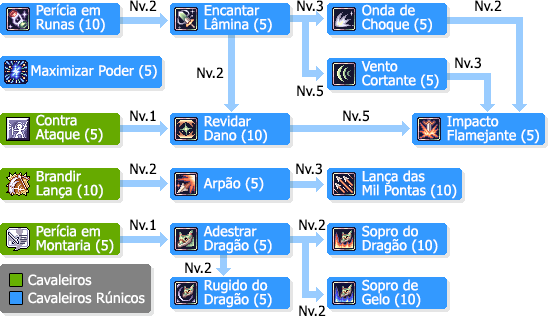 Perícia em
Runas (10)
Nv.2
Encantar
Lâmina (5)
Nv.3
Onda de
Choque (5)
Nv.2
Maximizar Poder (5)
Nv.2
Nv.5
Vento
Cortante (5)
Nv.3
Contra
Ataque (5)
Nv.1
Revidar
Dano (10)
Nv.5
Impacto
Flamejante (5)
Brandir
Lança (10)
Nv.2
Arpão (5)
Nv.3
Lança das
Mil Pontas (10)
Perícia em
Montaria (5)
Nv.1
Adestrar
Dragão (5)
Nv.2
Sopro do
Dragão (10)
Nv.2
Rugido do
Dragão (5)
Nv.2
Sopro de
Gelo (10)
Cavaleiros
Cavaleiros Rúnicos